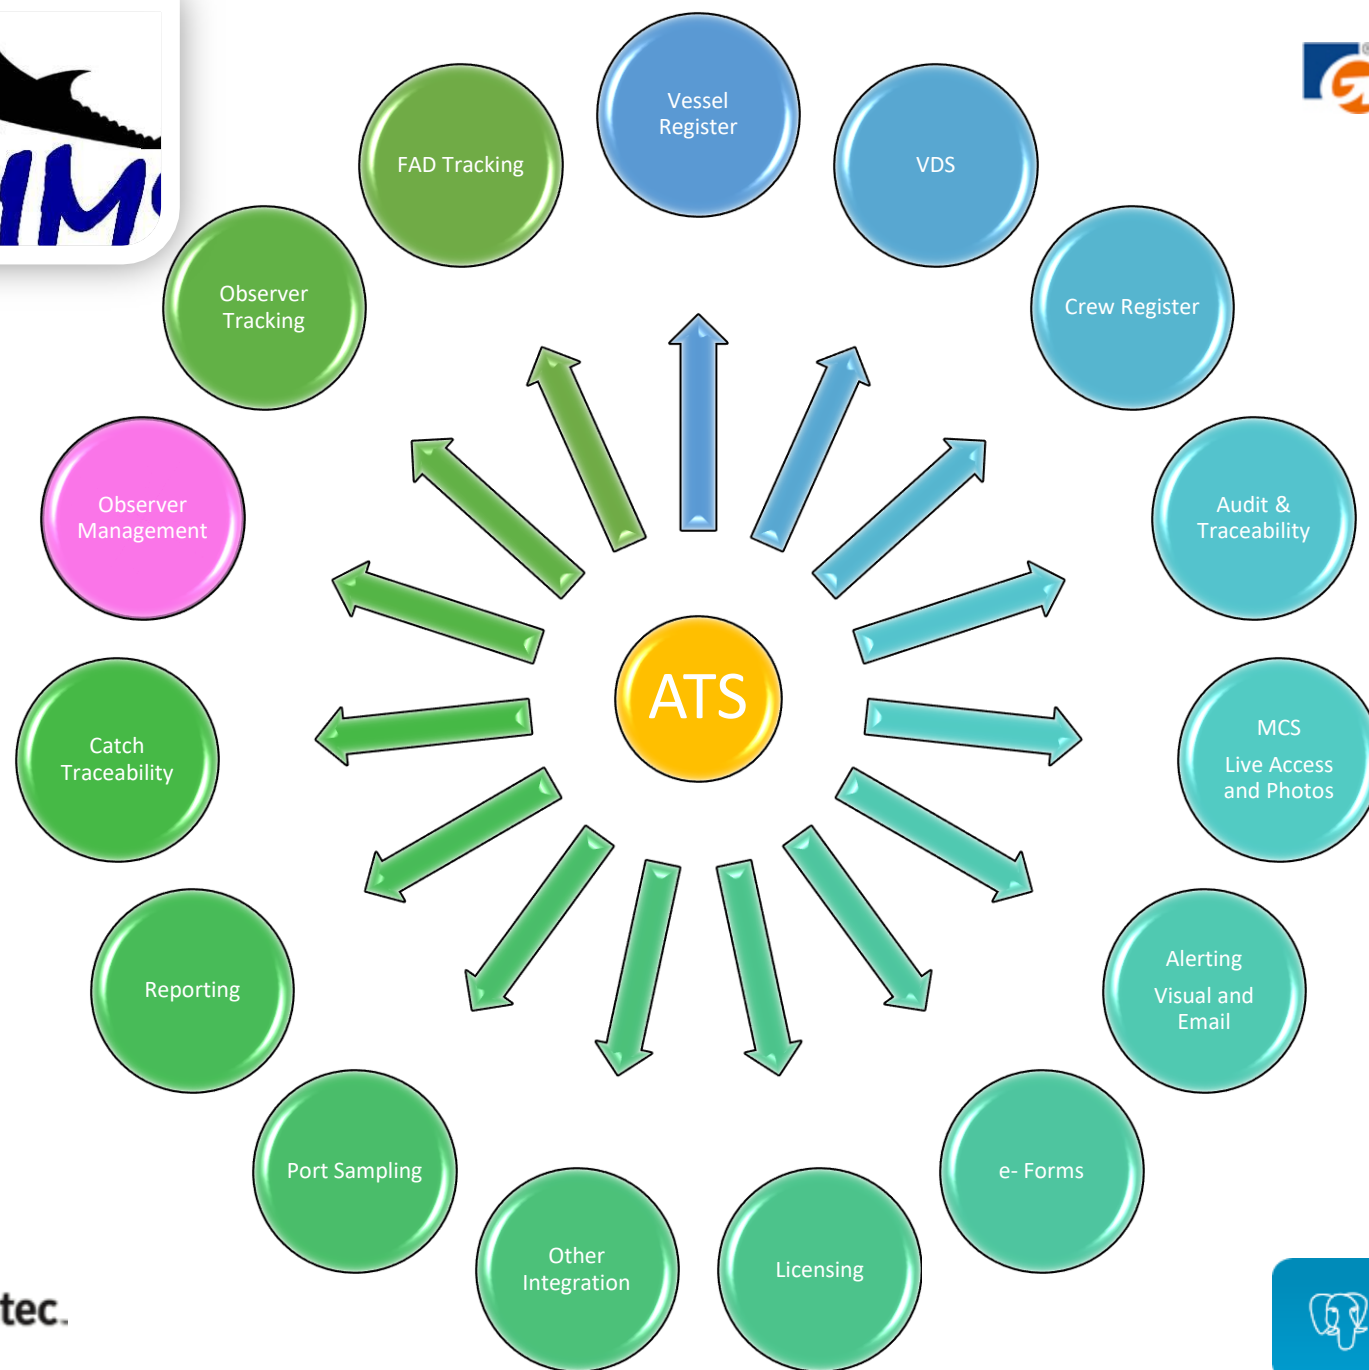 Vessel
Register
FAD Tracking
VDS
Observer
Tracking
Crew Register
Observer
Management
Audit &
Traceability
ATS
Catch
Traceability
MCS
Live Access
and Photos
Reporting
Alerting
Visual and
Email
Port Sampling
e- Forms
Other
Integration
Licensing
tec